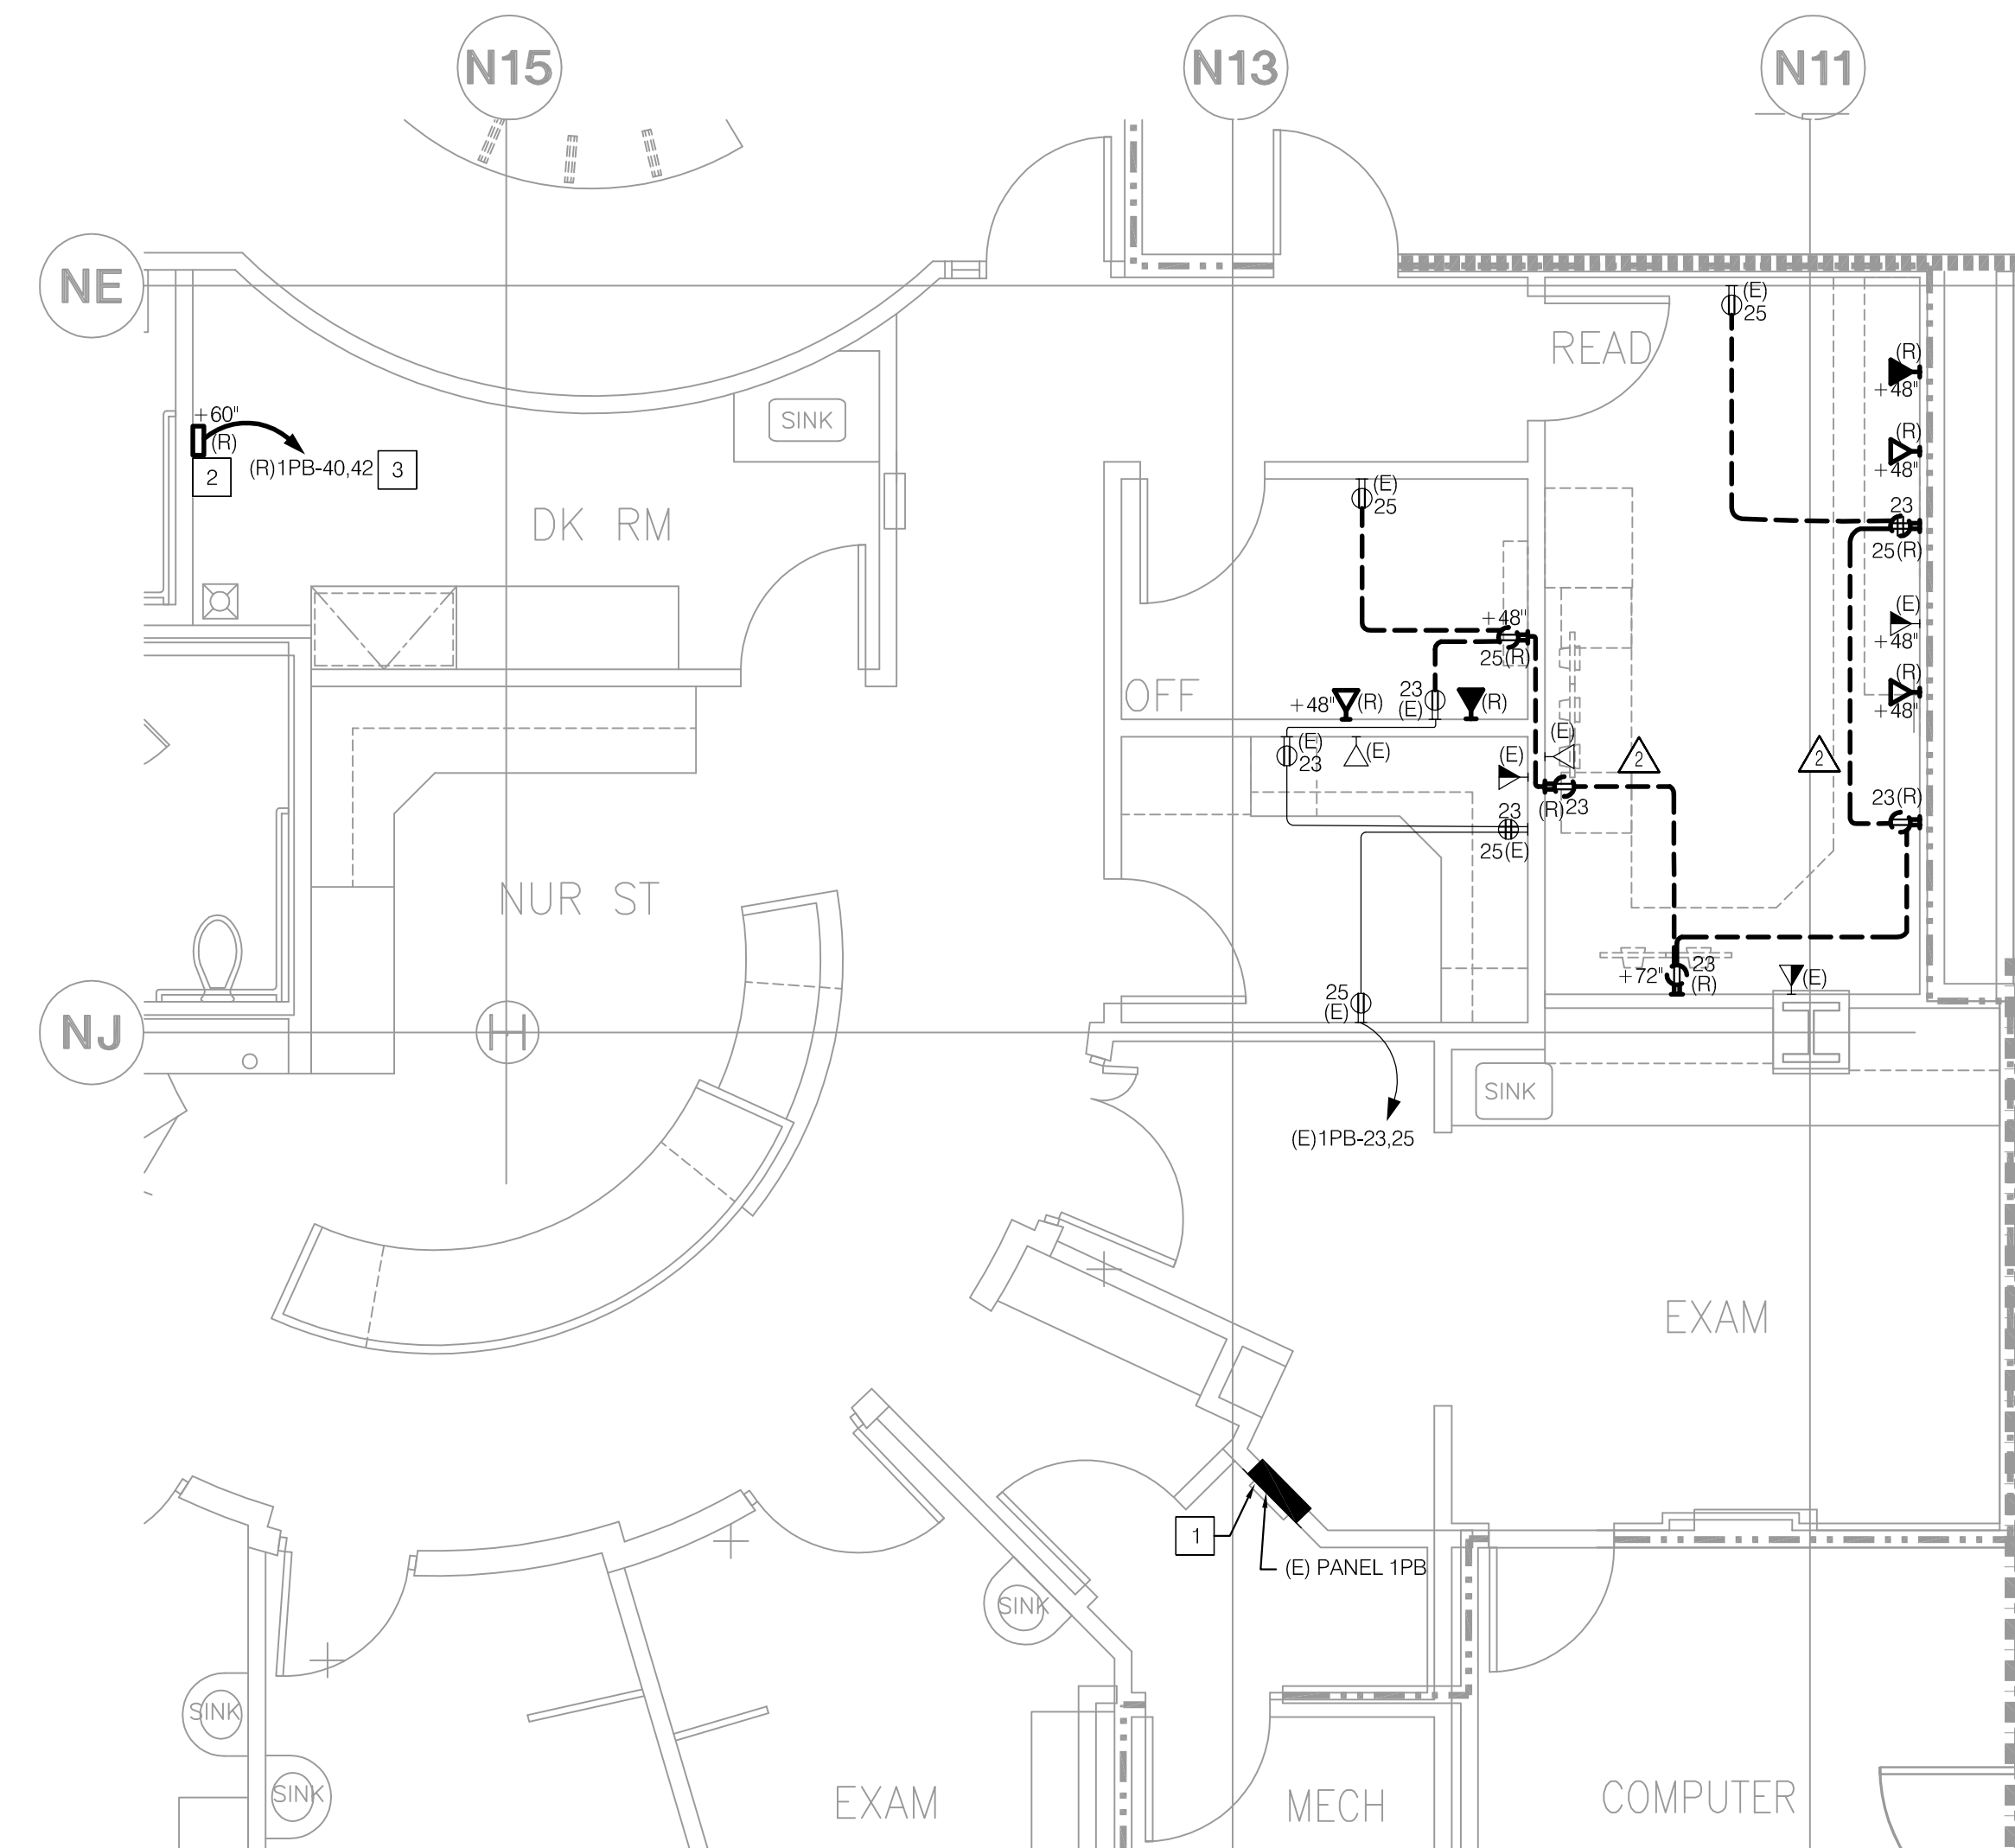 N15
N13
N11
NE
(E)
25
READ
(R)
+48"
+60"
(R)
2
(R)1PB-40,42
3
SINK
(R)
+48"
DK RM
(E)
25
23
25(R)
+48"
25(R)
(E)
+48"
OFF
+48"
(R)
23
(E)
(R)
(R)
+48"
(E)
23
(E)
(E)
(E)
2
2
(R)
23
23(R)
23
25(E)
NUR ST
+72"
23
(R)
(E)
25
(E)
NJ
H
SINK
(E)1PB-23,25
EXAM
1
(E) PANEL 1PB
SINK
SINK
SINK
EXAM
MECH
COMPUTER